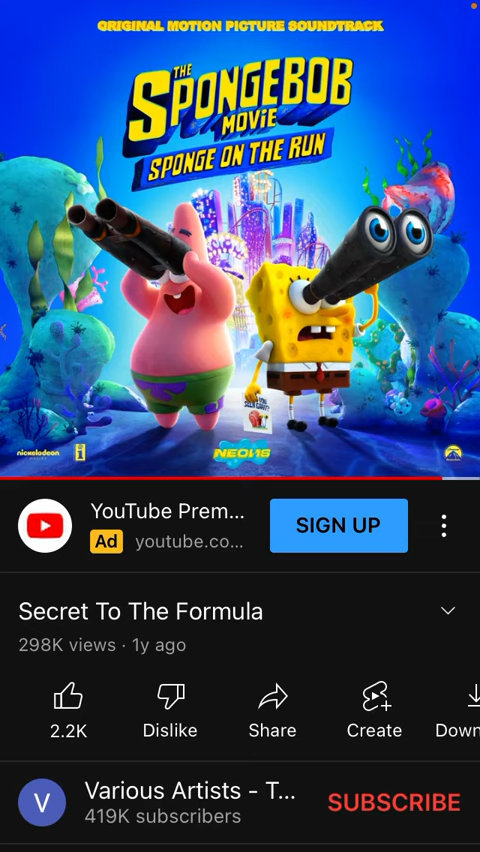 ORIGINAL MOTION PICTURE SOUNDTRACK
THE
SPONGEBOB
MOVIE
SPONGE ON THE RUN
nickelodeon
NEON16
YouTube Prem...
SIGN UP
Ad youtube.co...
Secret To The Formula
298K views · 1y ago
2.2K
Dislike
Share
Create
Down
V
Various Artists - T...
419K subscribers
SUBSCRIBE